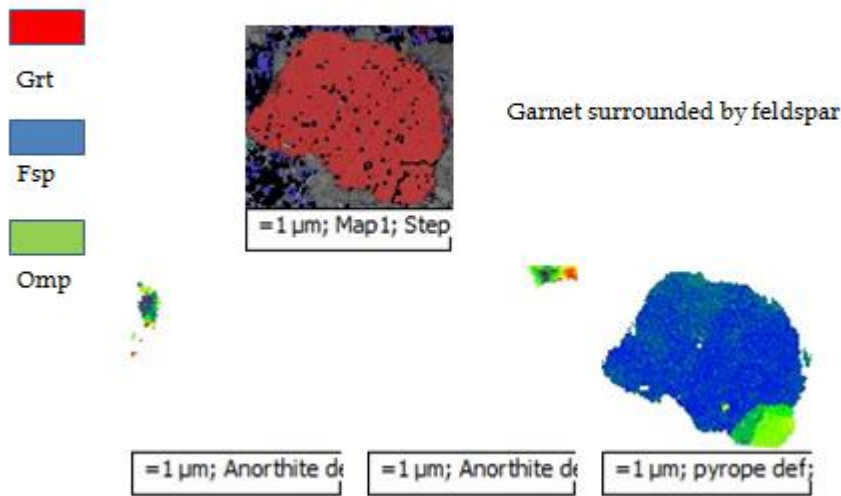 Grt
Garnet surrounded by feldspar
Fsp
Omp
=1 µm; Map1; Step
=1 µm; Anorthite de
=1 µm; Anorthite de
=1 µm; pyrope def;